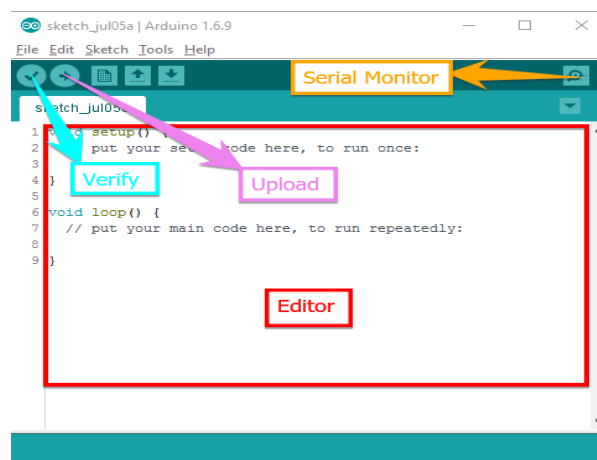 sketch_jul05a | Arduino 1.6.9
File Edit Sketch Tools Help
Serial Monitor
1 setup() {
2 put your code here, to run once:
3
4 }
Verify
Upload
5
6 void loop() {
7 // put your main code here, to run repeatedly:
8
9 }
Editor